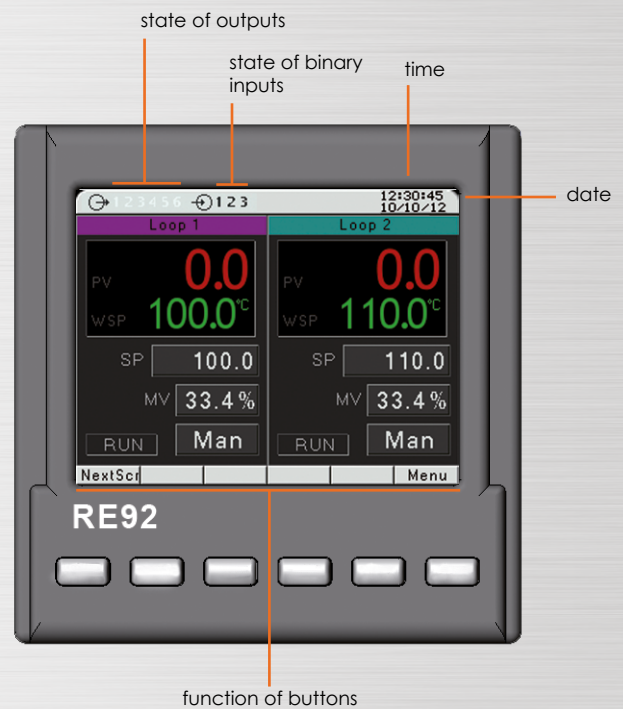 state of outputs
state of binary
inputs
time
date
123456 123 12:30:45
10/10/12
Loop 1 Loop 2
PV 0.0 PV 0.0
WSP 100.0°C WSP 110.0°C
SP 100.0 SP 110.0
MV 33.4% MV 33.4%
RUN Man RUN Man
NextScr Menu
RE92
function of buttons